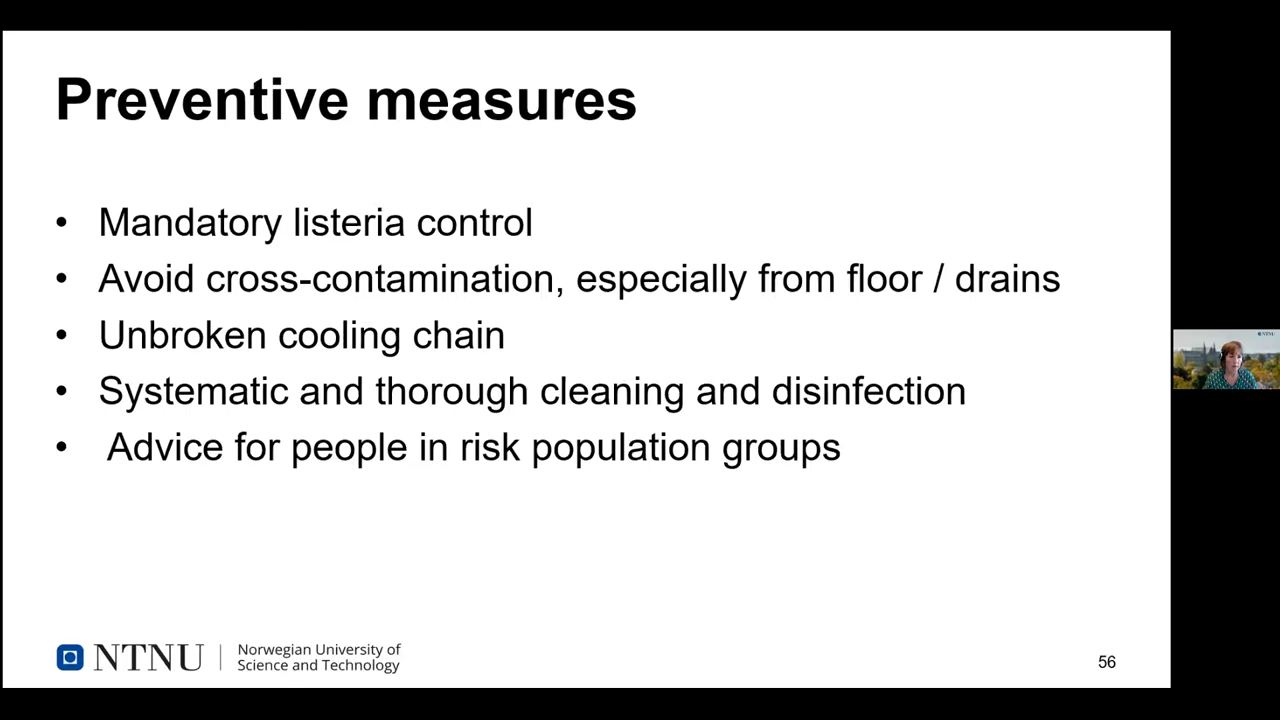 Preventive measures
• Mandatory listeria control
• Avoid cross-contamination, especially from floor / drains
• Unbroken cooling chain
• Systematic and thorough cleaning and disinfection
• Advice for people in risk population groups
NTNU
Norwegian University of
Science and Technology
56
NTNU